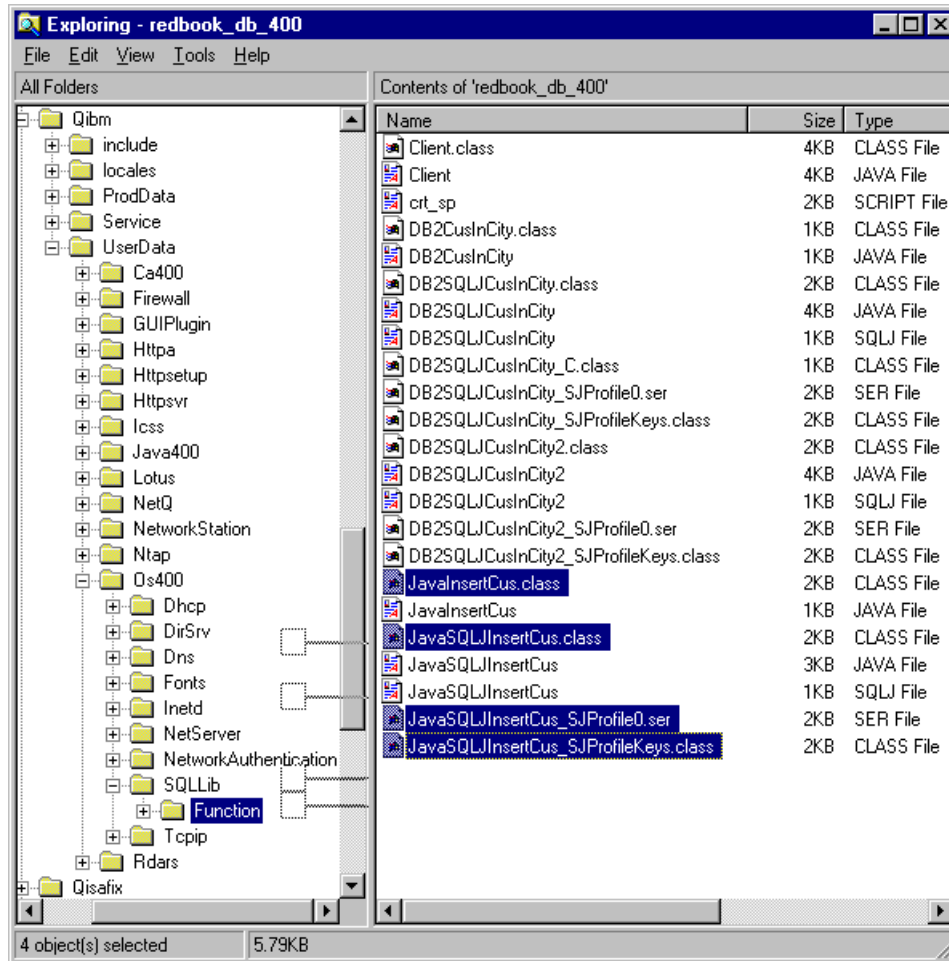 Exploring - redbook_db_400
File Edit View Tools Help
All Folders
Contents of 'redbook_db_400'
Qibm
include
locales
ProdData
Service
UserData
Ca400
Firewall
GUIPlugin
Httpa
Httpsetup
Httpsvr
Icss
Java400
Lotus
NetQ
NetworkStation
Ntap
Os400
Dhcp
DirSrv
Dns
Fonts
Inetd
NetServer
NetworkAuthentication
SQLLib
Function
Tcpip
Rdars
Qisafix
Name Size Type
Client.class 4KB CLASS File
Client 4KB JAVA File
crt_sp 2KB SCRIPT File
DB2CusInCity.class 1KB CLASS File
DB2CusInCity 1KB JAVA File
DB2SQLJCusInCity.class 2KB CLASS File
DB2SQLJCusInCity 4KB JAVA File
DB2SQLJCusInCity 1KB SQLJ File
DB2SQLJCusInCity_C.class 1KB CLASS File
DB2SQLJCusInCity_SJProfile0.ser 2KB SER File
DB2SQLJCusInCity_SJProfileKeys.class 2KB CLASS File
DB2SQLJCusInCity2.class 2KB CLASS File
DB2SQLJCusInCity2 4KB JAVA File
DB2SQLJCusInCity2 1KB SQLJ File
DB2SQLJCusInCity2_SJProfile0.ser 2KB SER File
DB2SQLJCusInCity2_SJProfileKeys.class 2KB CLASS File
JavaInsertCus.class 2KB CLASS File
JavaInsertCus 1KB JAVA File
JavaSQLJInsertCus.class 2KB CLASS File
JavaSQLJInsertCus 3KB JAVA File
JavaSQLJInsertCus 1KB SQLJ File
JavaSQLJInsertCus_SJProfile0.ser 2KB SER File
JavaSQLJInsertCus_SJProfileKeys.class 2KB CLASS File
4 object(s) selected 5.79KB